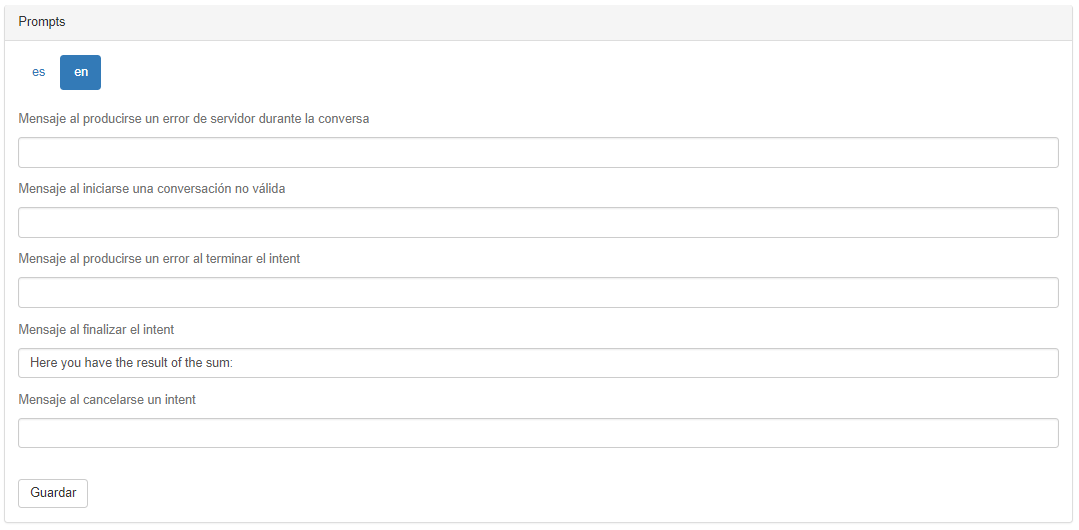 Prompts
es en
Mensaje al producirse un error de servidor durante la conversa
Mensaje al iniciarse una conversación no válida
Mensaje al producirse un error al terminar el intent
Mensaje al finalizar el intent
Here you have the result of the sum:
Mensaje al cancelarse un intent
Guardar